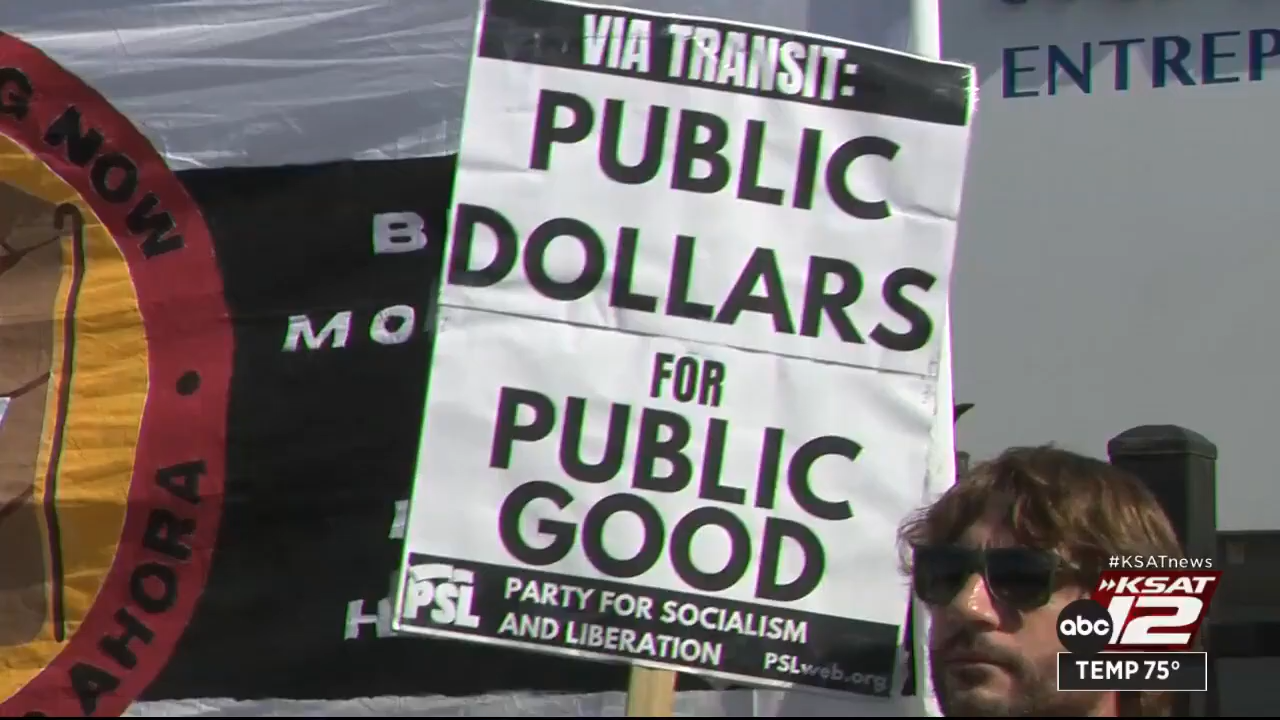 VIA TRANSIT:
PUBLIC
DOLLARS
FOR
PUBLIC
GOOD
PSL
PARTY FOR SOCIALISM
AND LIBERATION
PSLweb.org
NOW
AHORA
B
MO
H
ENTREP
#KSATnews
KSAT
abc 12
TEMP 75°